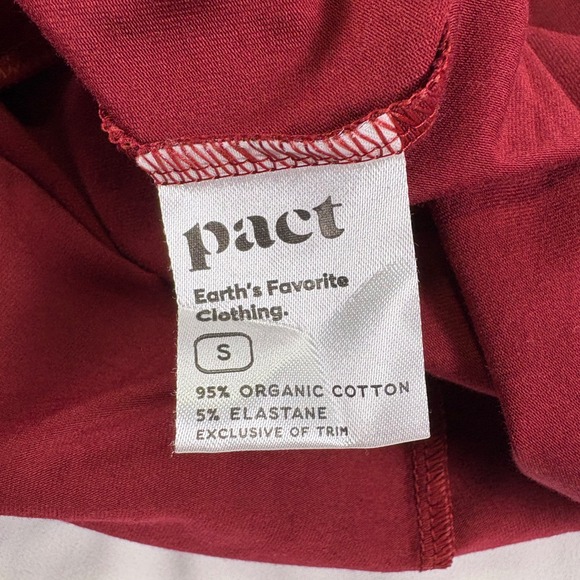 pact
Earth's Favorite
Clothing.
S
95% ORGANIC COTTON
5% ELASTANE
EXCLUSIVE OF TRIM